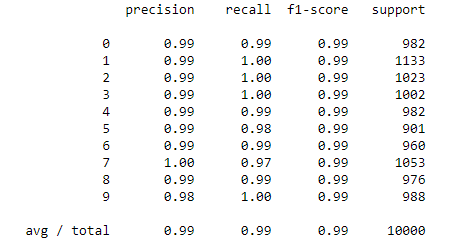 precision recall f1-score support
0 0.99 0.99 0.99 982
1 0.99 1.00 0.99 1133
2 0.99 1.00 0.99 1023
3 0.99 1.00 0.99 1002
4 0.99 0.99 0.99 982
5 0.99 0.98 0.99 901
6 0.99 0.99 0.99 960
7 1.00 0.97 0.99 1053
8 0.99 0.99 0.99 976
9 0.98 1.00 0.99 988
avg / total 0.99 0.99 0.99 10000